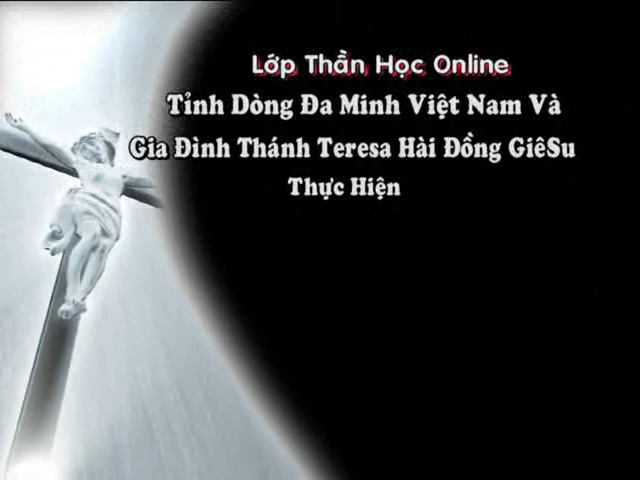 Lớp Thần Học Online
Tỉnh Dòng Đa Minh Việt Nam Và
Gia Đình Thánh Teresa Hài Đồng GiêSu
Thực Hiện